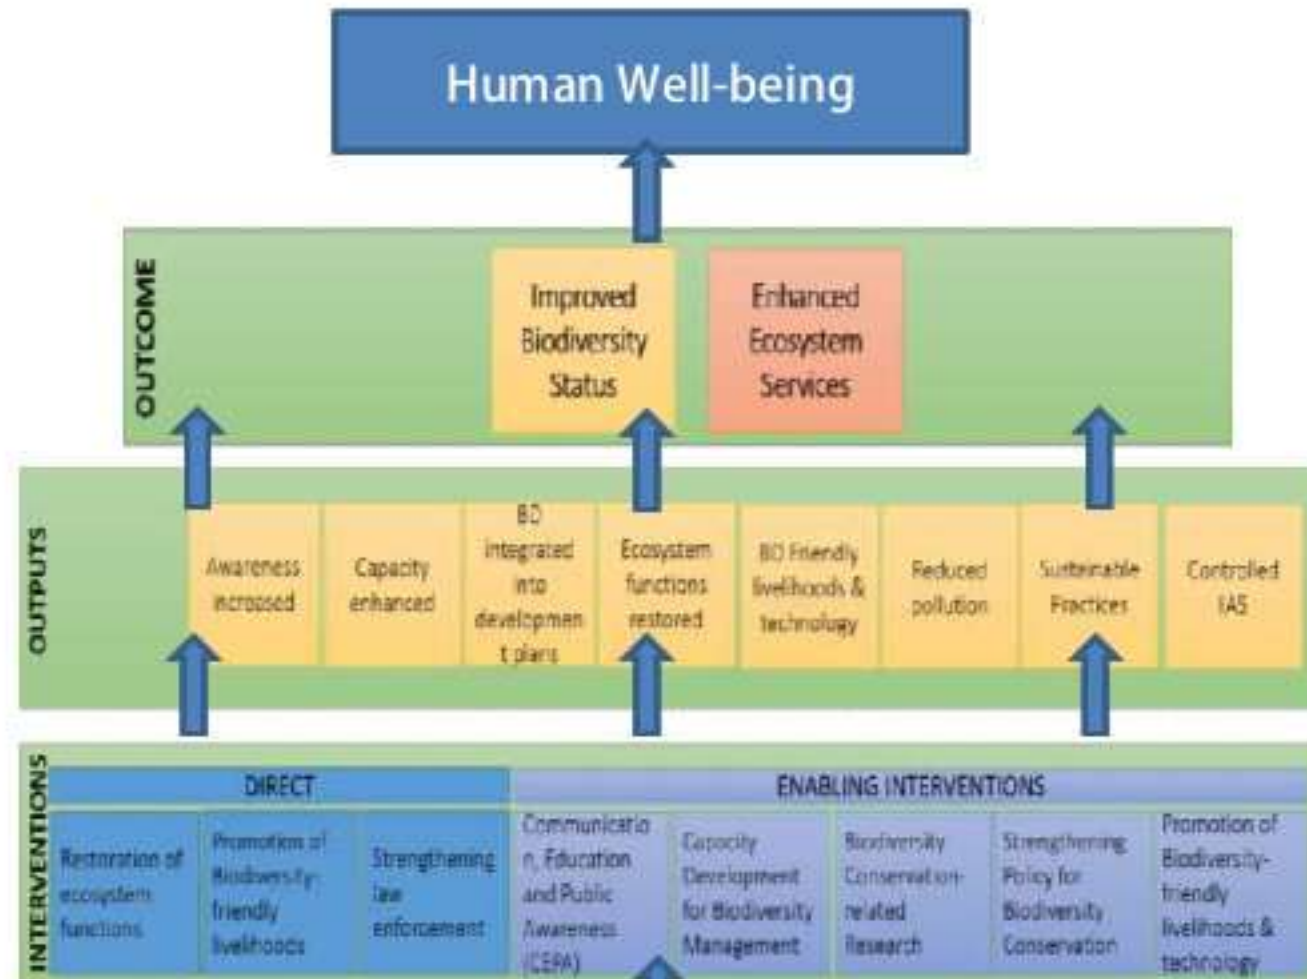 Human Well-being
OUTCOME
Improved
Biodiversity
Status
Enhanced
Ecosystem
Services
OUTPUTS
Awareness
increased
Capacity
enhanced
BD
integrated
into
developmen
t plans
Ecosystem
functions
restored
BD Friendly
livelihoods &
technology
Reduced
pollution
Sustainable
Practices
Controlled
IAS
INTERVENTIONS
DIRECT
Restoration of
ecosystem
functions
Promotion of
Biodiversity-
friendly
livelihoods
Strengthening
law
enforcement
ENABLING INTERVENTIONS
Communicatio
n, Education
and Public
Awareness
(CEPA)
Capacity
Development
for Biodiversity
Management
Biodiversity
Conservation-
related
Research
Strengthening
Policy for
Biodiversity
Conservation
Promotion of
Biodiversity-
friendly
livelihoods &
technology